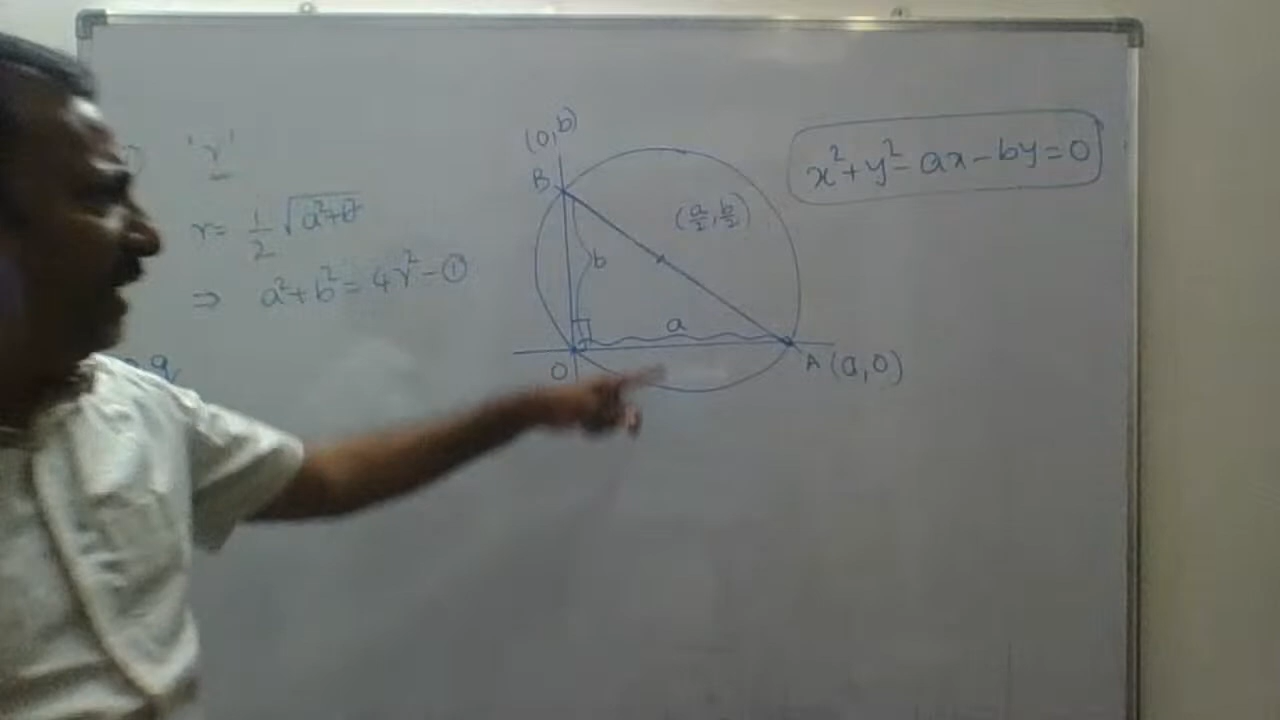 'r'
r = 1/2 √a²+b²
⇒ a²+b² = 4r² - ①
q
(0,b)
B
(a/2, b/2)
b
a
O
A (a,0)
x²+y²-ax-by=0